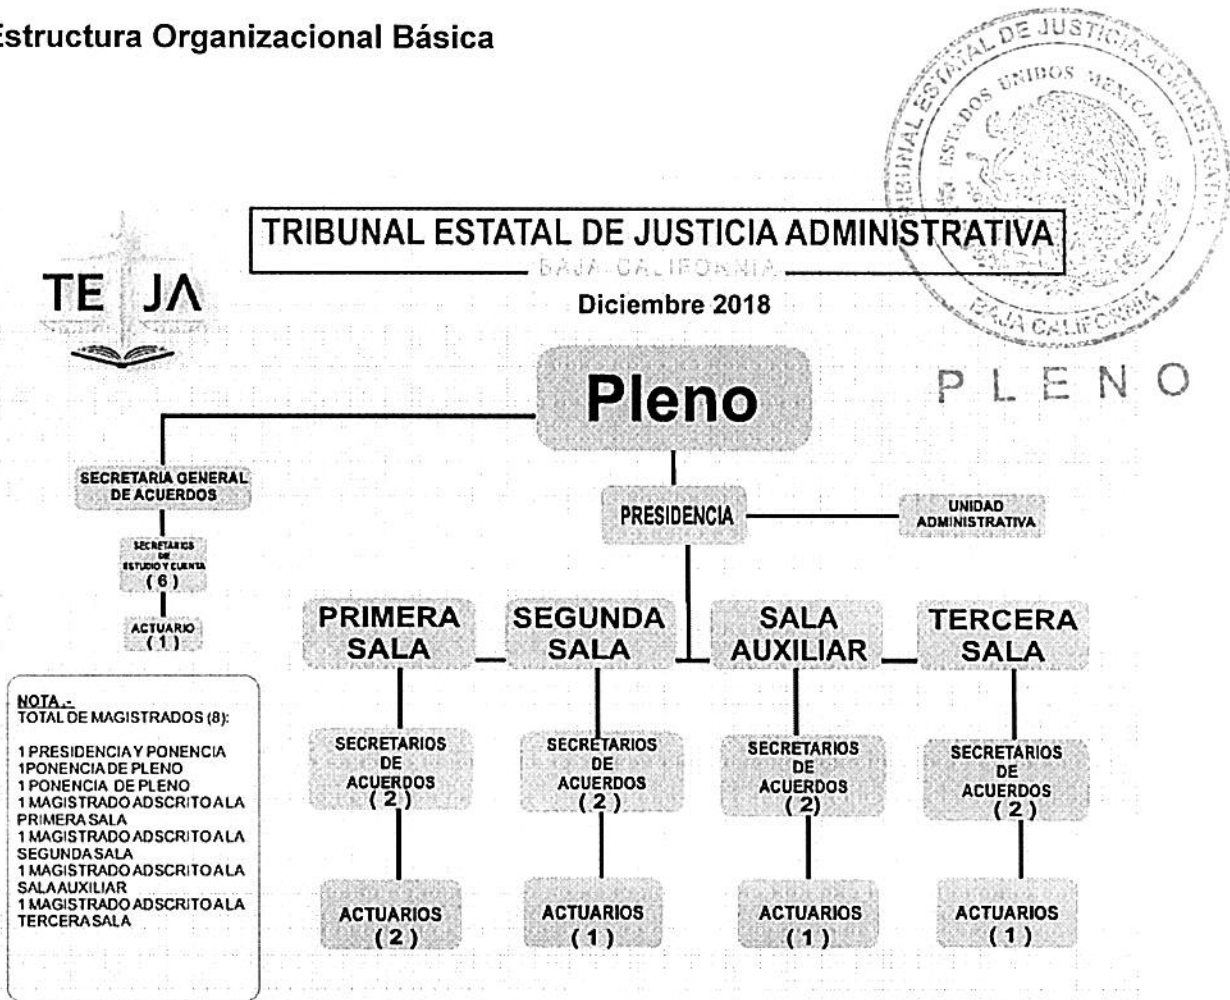 Estructura Organizacional Básica
TRIBUNAL ESTATAL DE JUSTICIA ADMINISTRATIVA
BAJA CALIFORNIA
ESTADOS UNIDOS MEXICANOS
BAJA CALIFORNIA
TRIBUNAL ESTATAL DE JUSTICIA ADMINISTRATIVA
BAJA CALIFORNIA
TE JA
Diciembre 2018
PLENO
Pleno
SECRETARIA GENERAL
DE ACUERDOS
PRESIDENCIA
UNIDAD
ADMINISTRATIVA
SECRETARIOS
DE
ESTUDIO Y CUENTA
( 6 )
ACTUARIO
( 1 )
PRIMERA
SALA
SEGUNDA
SALA
SALA
AUXILIAR
TERCERA
SALA
SECRETARIOS
DE
ACUERDOS
( 2 )
SECRETARIOS
DE
ACUERDOS
( 2 )
SECRETARIOS
DE
ACUERDOS
( 2)
SECRETARIOS
DE
ACUERDOS
( 2 )
ACTUARIOS
( 2 )
ACTUARIOS
( 1 )
ACTUARIOS
( 1 )
ACTUARIOS
( 1 )
NOTA.-
TOTAL DE MAGISTRADOS (8):
1 PRESIDENCIA Y PONENCIA
1PONENCIA DE PLENO
1 PONENCIA DE PLENO
1 MAGISTRADO ADSCRITO A LA
PRIMERA SALA
1 MAGISTRADO ADSCRITO A LA
SEGUNDA SALA
1 MAGISTRADO ADSCRITO A LA
SALA AUXILIAR
1 MAGISTRADO ADSCRITO A LA
TERCERA SALA